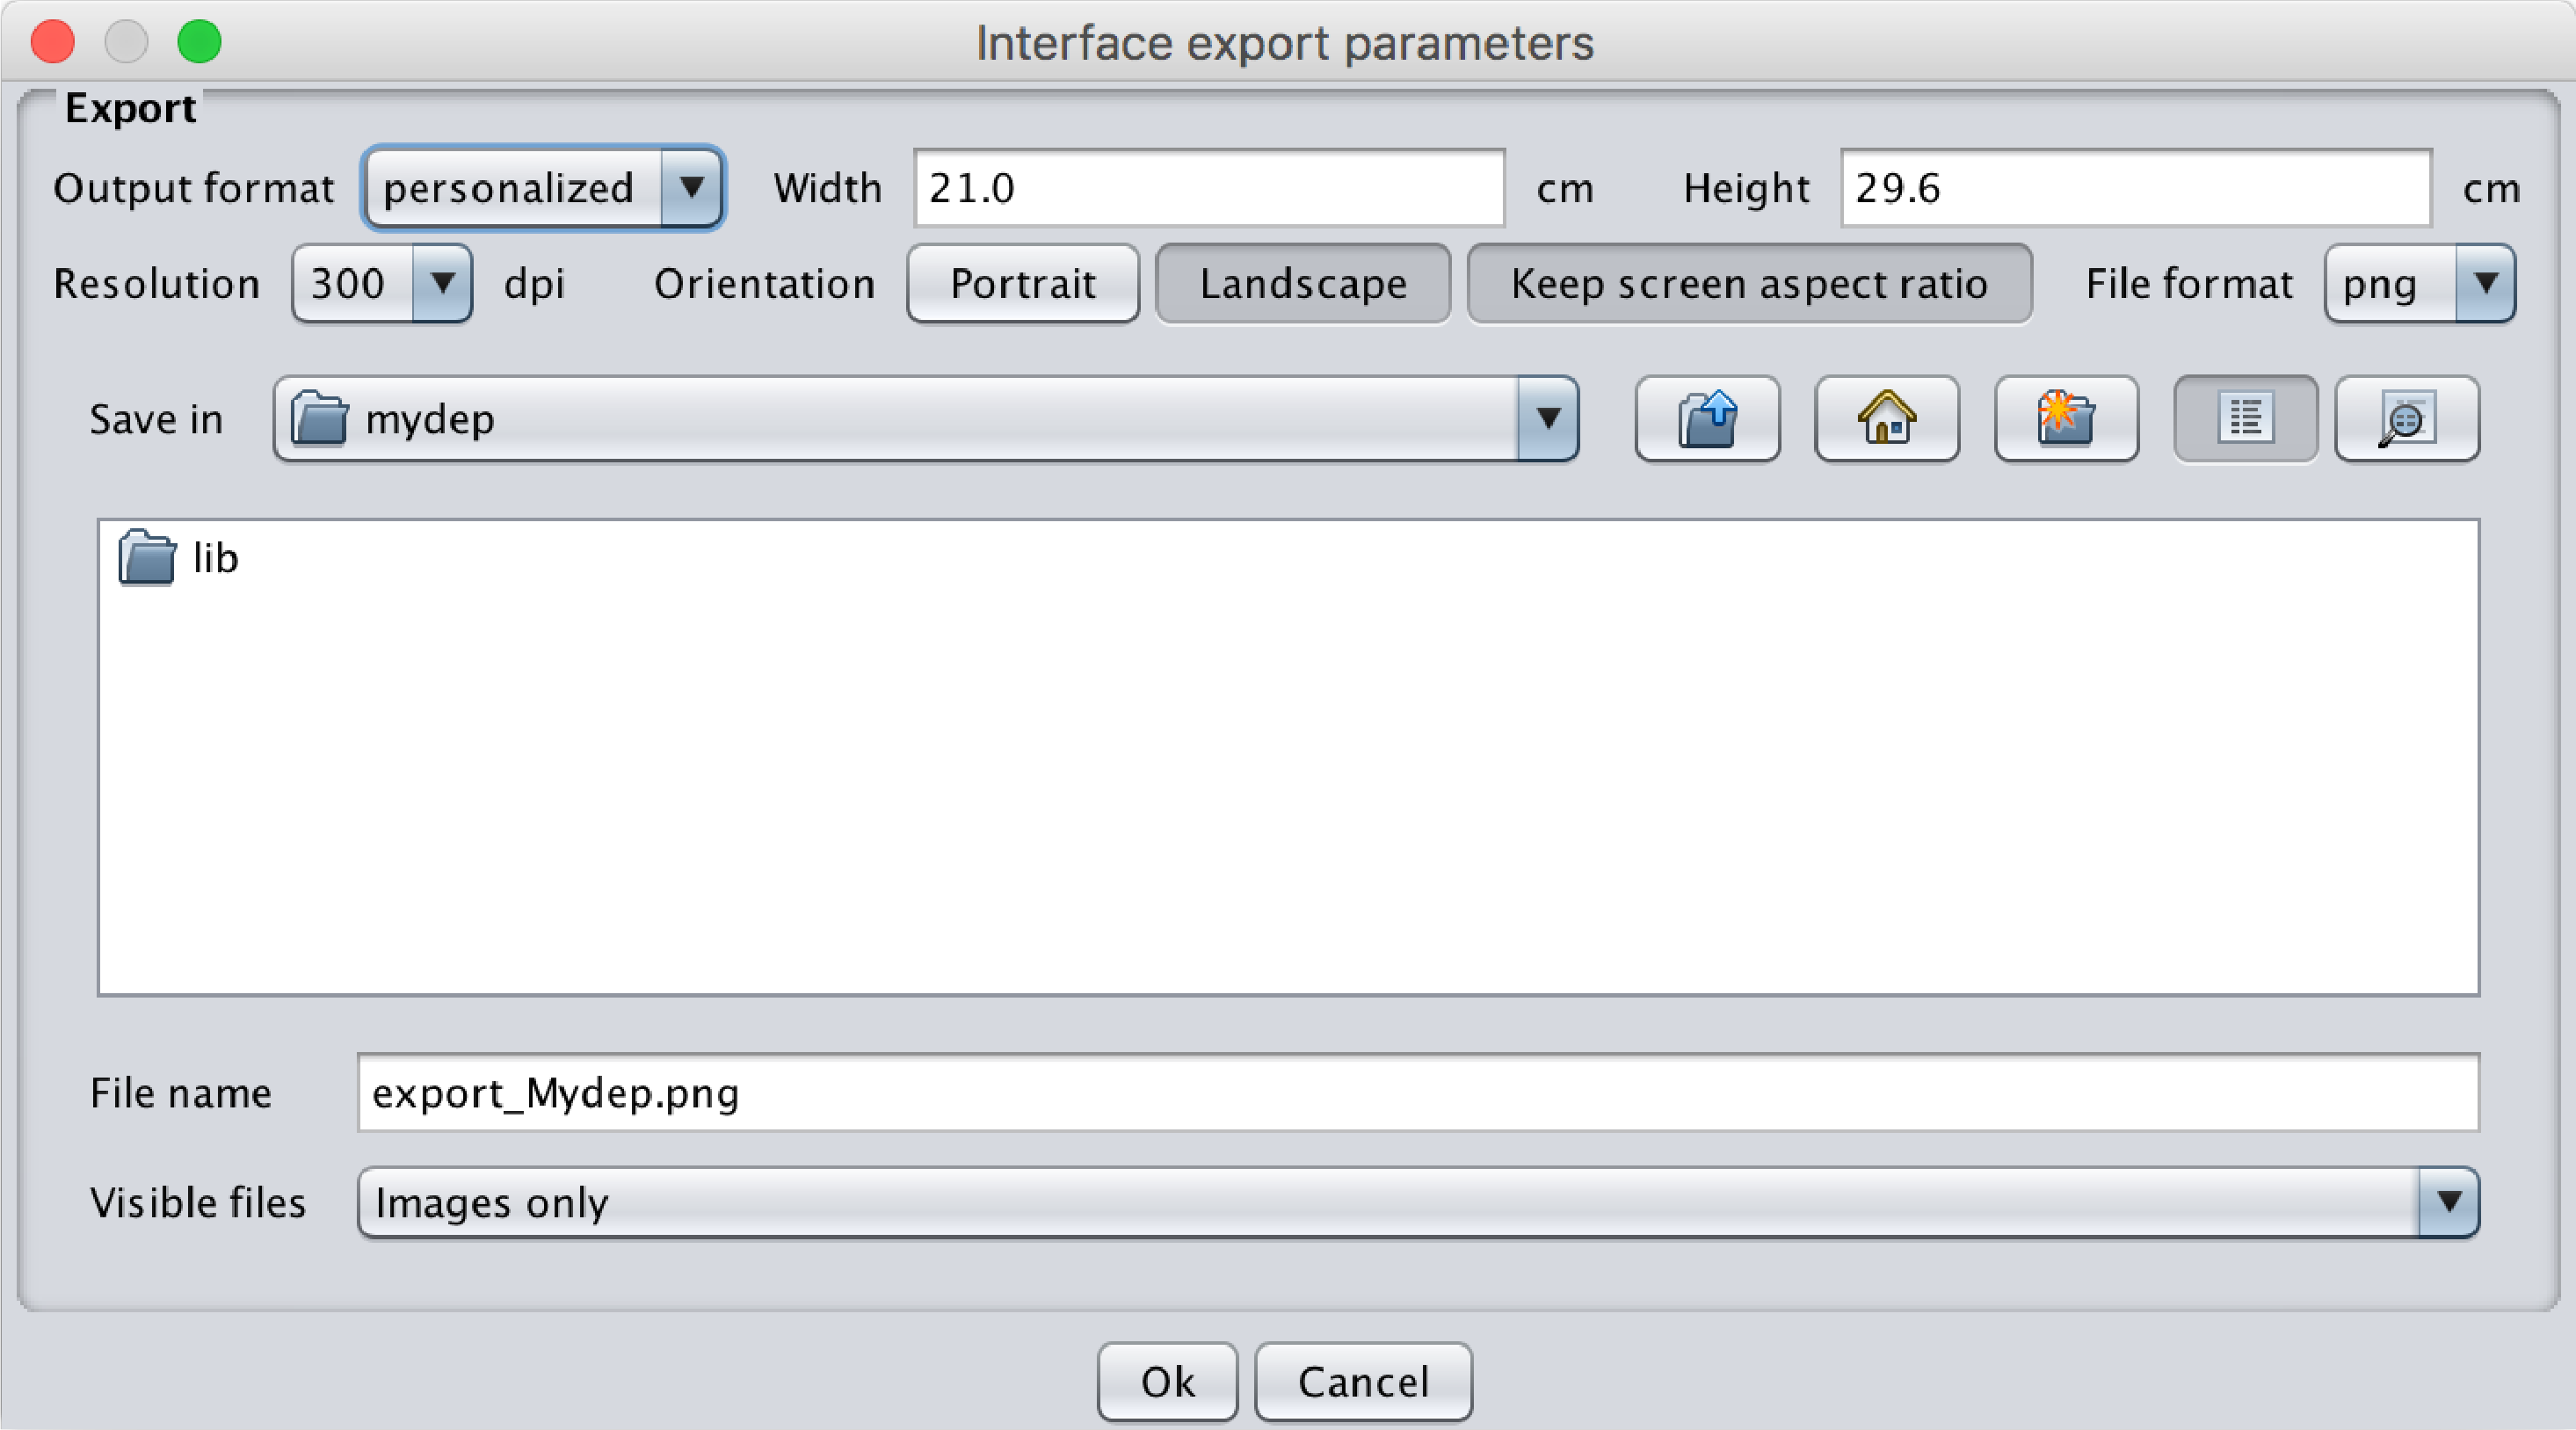 Interface export parameters
Export
Output format personalized Width 21.0 cm Height 29.6 cm
Resolution 300 dpi Orientation Portrait Landscape Keep screen aspect ratio File format png
Save in mydep
lib
File name export_Mydep.png
Visible files Images only
Ok Cancel